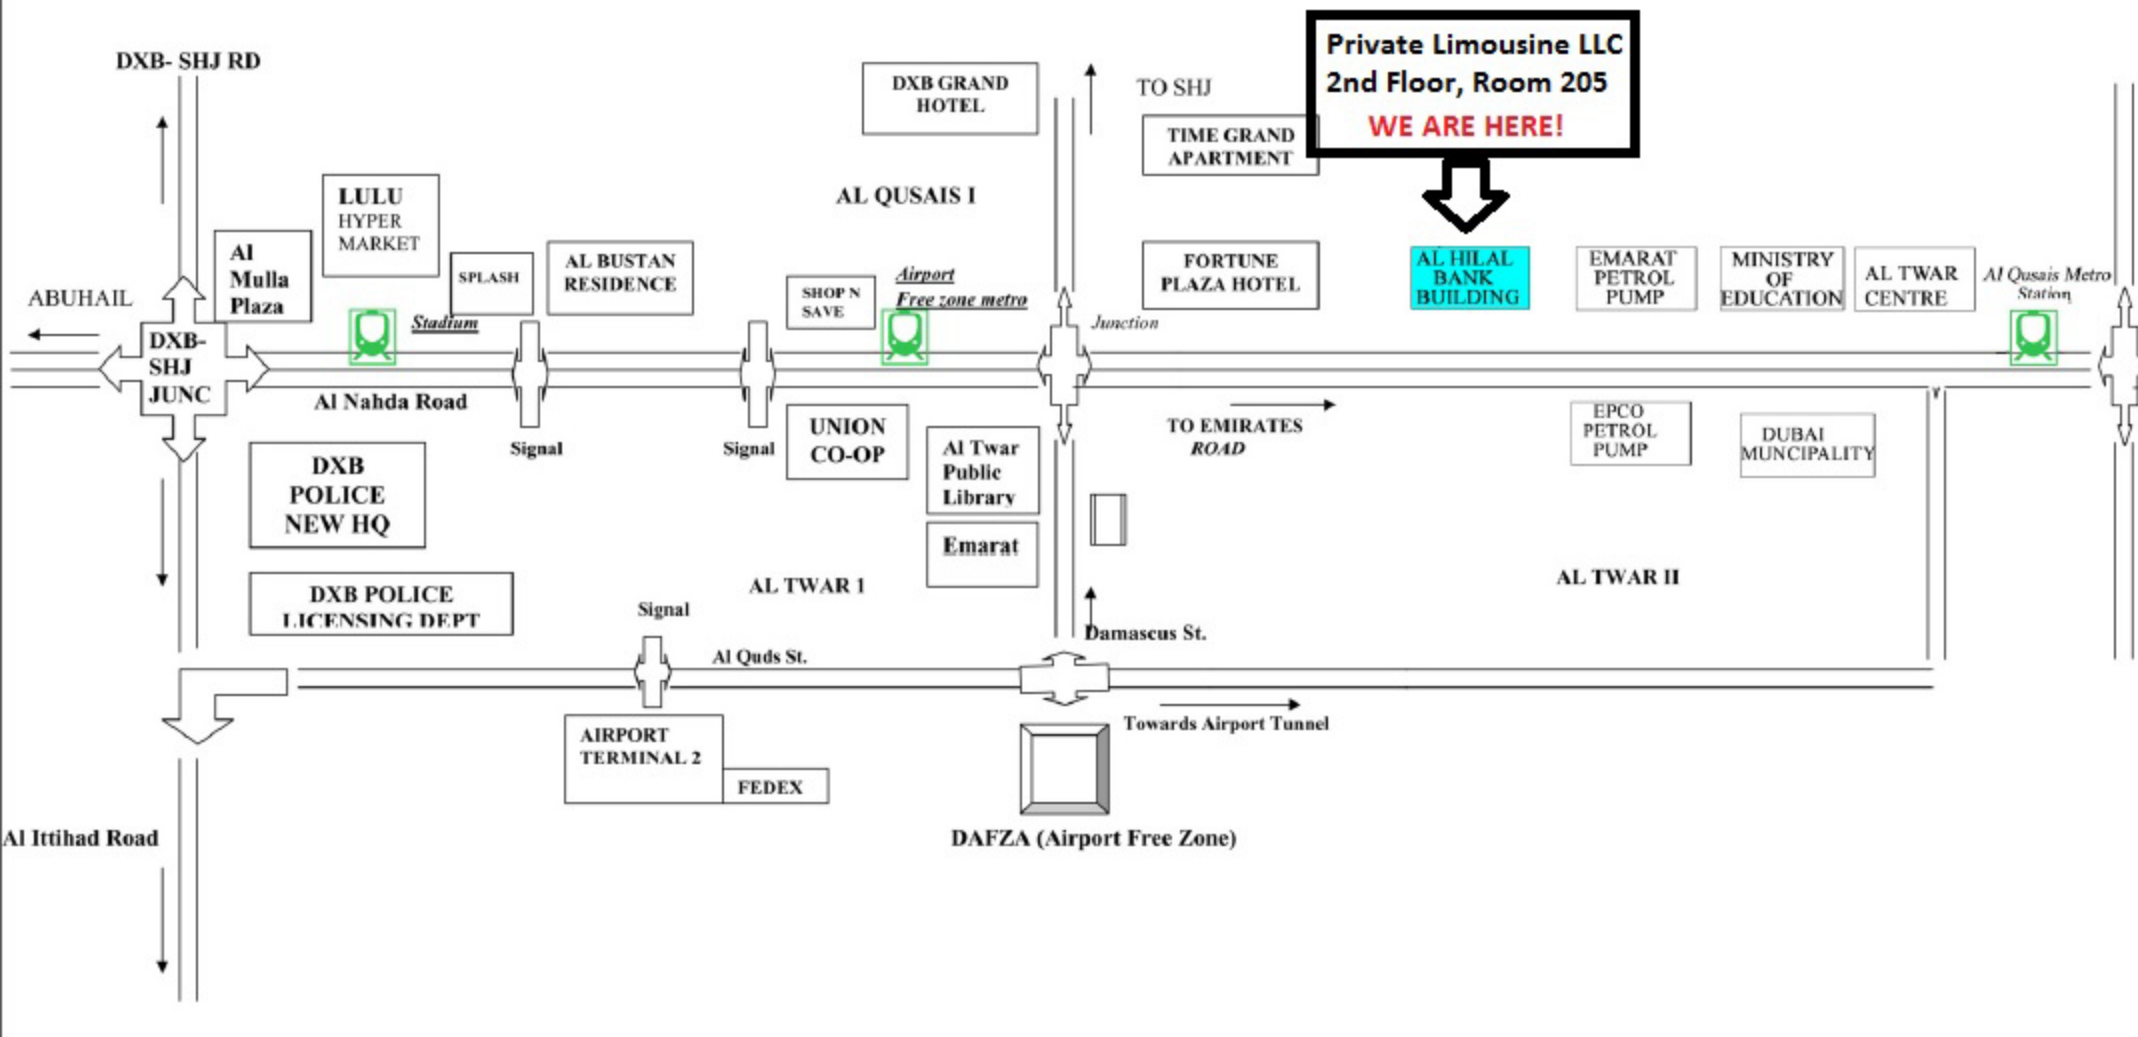 DXB- SHJ RD
Private Limousine LLC
2nd Floor, Room 205
WE ARE HERE!
DXB GRAND
HOTEL
TO SHJ
TIME GRAND
APARTMENT
LULU
HYPER
MARKET
AL QUSAIS I
Al
Mulla
Plaza
SPLASH
AL BUSTAN
RESIDENCE
SHOP N
SAVE
Airport
Free zone metro
FORTUNE
PLAZA HOTEL
AL HILAL
BANK
BUILDING
EMARAT
PETROL
PUMP
MINISTRY
OF
EDUCATION
AL TWAR
CENTRE
Al Qusais Metro
Station
ABUHAIL
Stadium
Junction
DXB-
SHJ
JUNC
Al Nahda Road
Signal
Signal
UNION
CO-OP
Al Twar
Public
Library
TO EMIRATES
ROAD
EPCO
PETROL
PUMP
DUBAI
MUNCIPALITY
DXB
POLICE
NEW HQ
Emarat
DXB POLICE
LICENSING DEPT
AL TWAR 1
AL TWAR II
Signal
Damascus St.
Al Quds St.
AIRPORT
TERMINAL 2
FEDEX
Towards Airport Tunnel
Al Ittihad Road
DAFZA (Airport Free Zone)